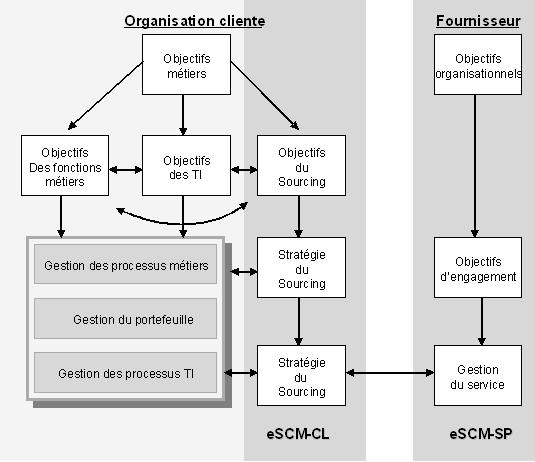 Organisation cliente
Fournisseur
Objectifs
métiers
Objectifs
organisationnels
Objectifs
Des fonctions
métiers
Objectifs
des TI
Objectifs
du
Sourcing
Gestion des processus métiers
Gestion du portefeuille
Gestion des processus TI
Stratégie
du
Sourcing
Objectifs
d'engagement
Stratégie
du
Sourcing
Gestion
du service
eSCM-CL
eSCM-SP